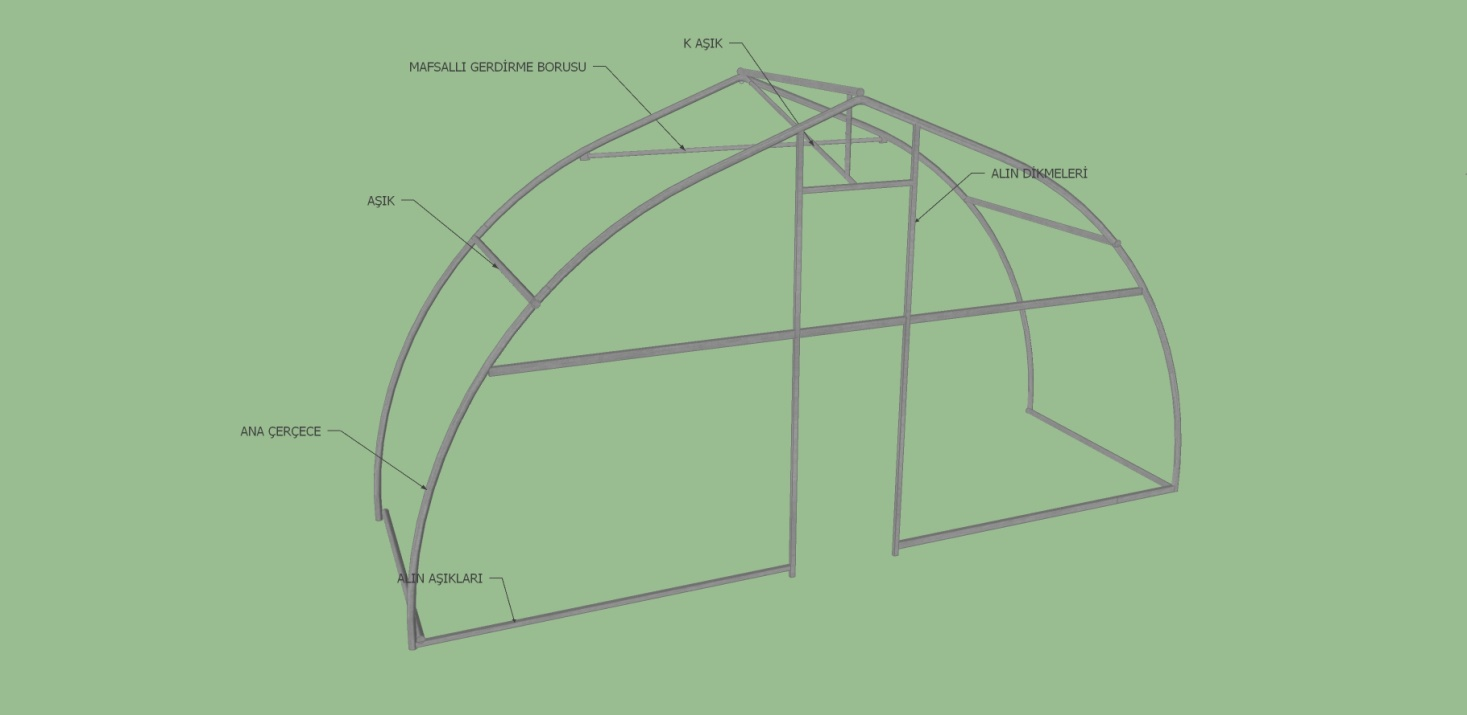 K AŞIK
MAFSALLI GERDİRME BORUSU
ALIN DİKMELERİ
AŞIK
ANA ÇERÇECE
ALIN AŞIKLARI